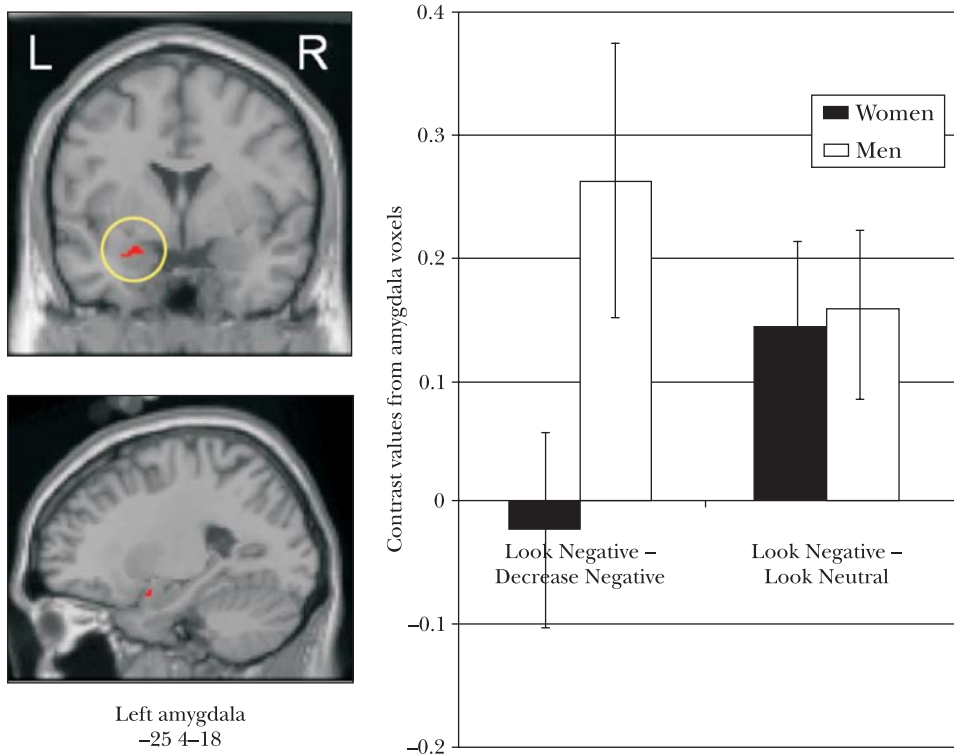 L R
Left amygdala
–25 4–18
Contrast values from amygdala voxels
0.4
0.3
0.2
0.1
0
–0.1
–0.2
Women
Men
Look Negative –
Decrease Negative
Look Negative –
Look Neutral